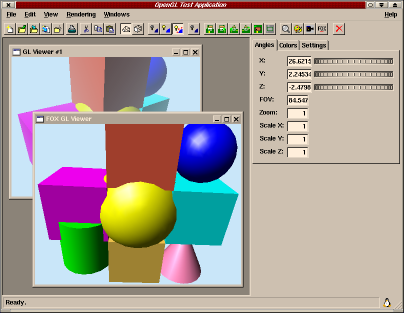 OpenGL Test Application
File Edit View Rendering Windows Help
GL Viewer #1
FOX GL Viewer
Angles Colors Settings
X: 26.6215
Y: 2.24534
Z: -2.4798
FOV: 84.547
Zoom: 1
Scale X: 1
Scale Y: 1
Scale Z: 1
Ready.